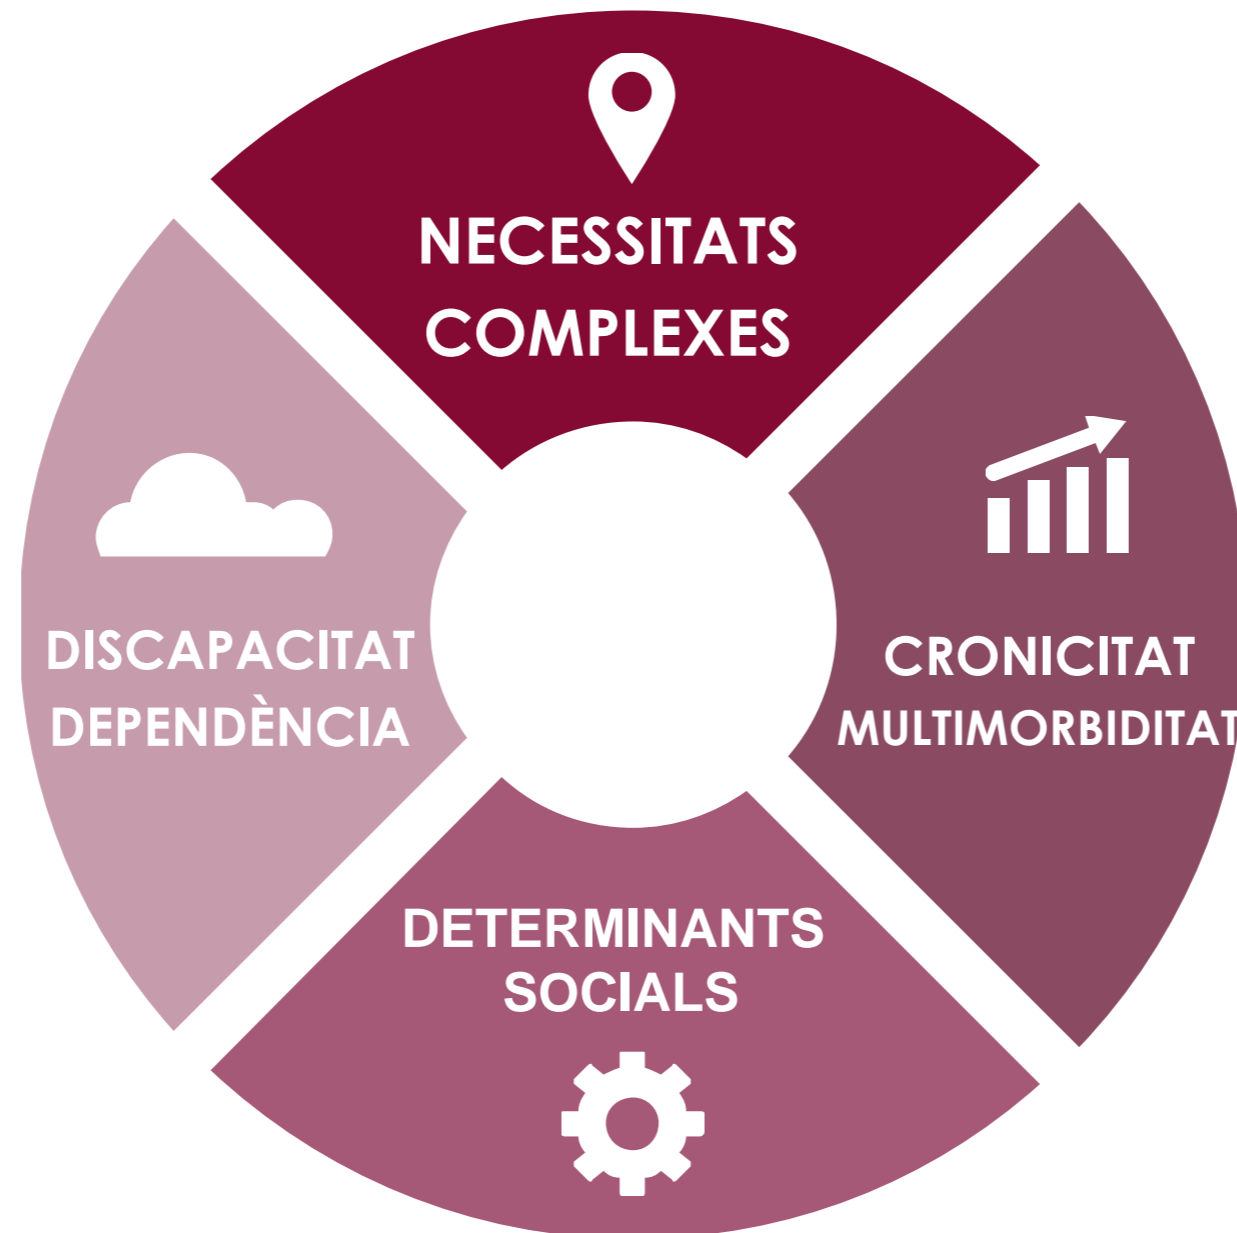 NECESSITATS
COMPLEXES
DISCAPACITAT
DEPENDÈNCIA
CRONICITAT
MULTIMORBIDITAT
DETERMINANTS
SOCIALS